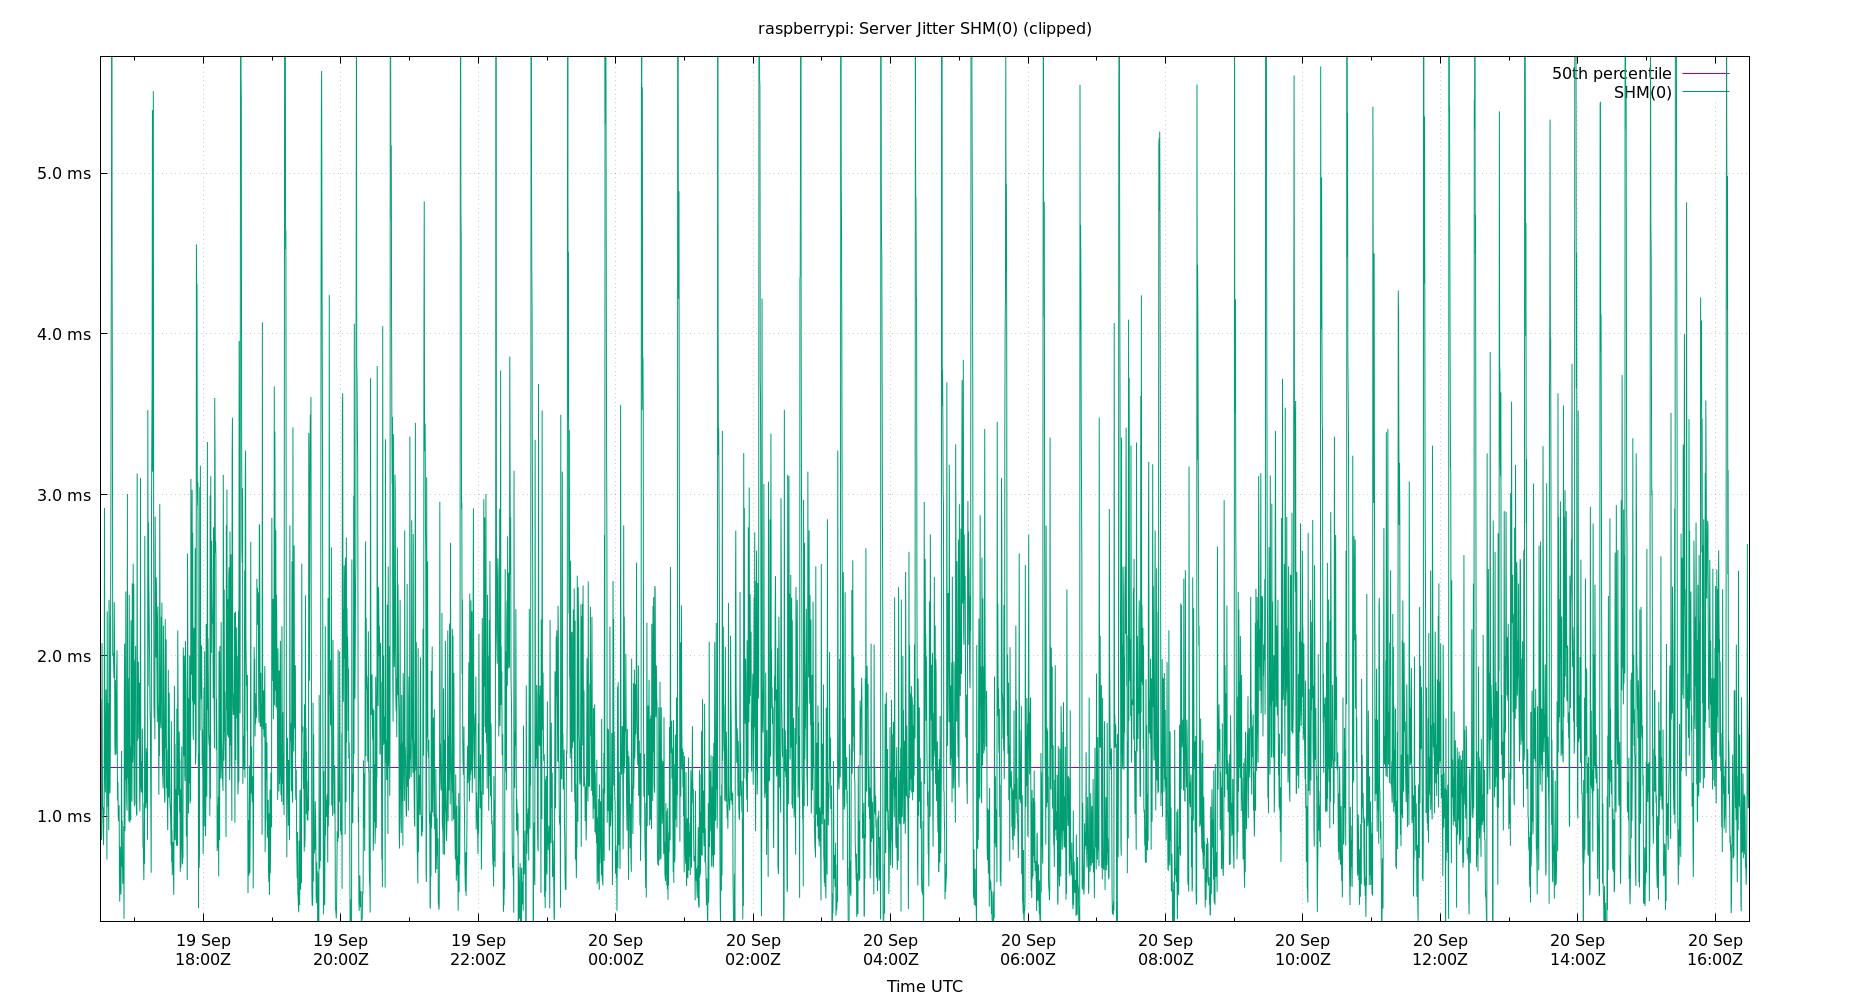 raspberrypi: Server Jitter SHM(0) (clipped)
50th percentile
SHM(0)
5.0 ms
4.0 ms
3.0 ms
2.0 ms
1.0 ms
19 Sep 19 Sep 19 Sep 20 Sep 20 Sep 20 Sep 20 Sep 20 Sep 20 Sep 20 Sep 20 Sep 20 Sep
18:00Z 20:00Z 22:00Z 00:00Z 02:00Z 04:00Z 06:00Z 08:00Z 10:00Z 12:00Z 14:00Z 16:00Z
Time UTC